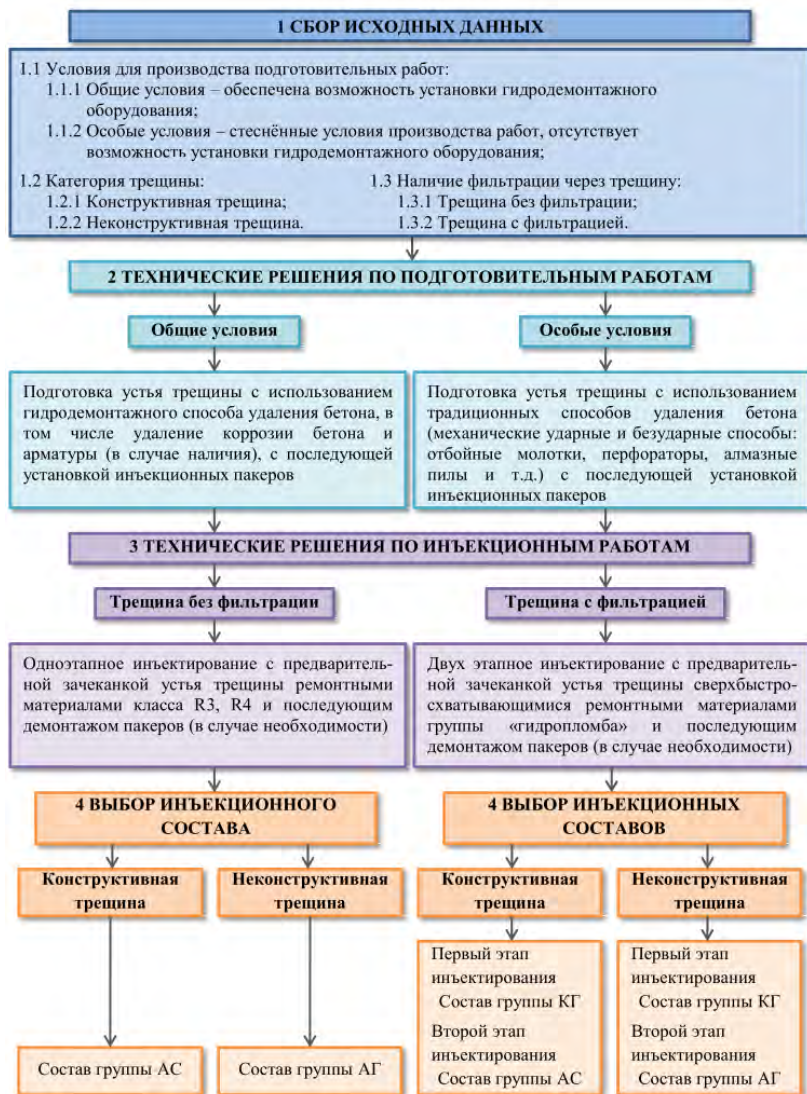 1 СБОР ИСХОДНЫХ ДАННЫХ
1.1 Условия для производства подготовительных работ:
1.1.1 Общие условия – обеспечена возможность установки гидродемонтажного
оборудования;
1.1.2 Особые условия – стеснённые условия производства работ, отсутствует
возможность установки гидродемонтажного оборудования;
1.2 Категория трещины:
1.2.1 Конструктивная трещина;
1.2.2 Неконструктивная трещина.
1.3 Наличие фильтрации через трещину:
1.3.1 Трещина без фильтрации;
1.3.2 Трещина с фильтрацией.
2 ТЕХНИЧЕСКИЕ РЕШЕНИЯ ПО ПОДГОТОВИТЕЛЬНЫМ РАБОТАМ
Общие условия
Подготовка устья трещины с использованием
гидродемонтажного способа удаления бетона, в
том числе удаление коррозии бетона и
арматуры (в случае наличия), с последующей
установкой инъекционных пакеров
Особые условия
Подготовка устья трещины с использованием
традиционных способов удаления бетона
(механические ударные и безударные способы:
отбойные молотки, перфораторы, алмазные
пилы и т.д.) с последующей установкой
инъекционных пакеров
3 ТЕХНИЧЕСКИЕ РЕШЕНИЯ ПО ИНЪЕКЦИОННЫМ РАБОТАМ
Трещина без фильтрации
Одноэтапное инъектирование с предваритель-
ной зачеканкой устья трещины ремонтными
материалами класса R3, R4 и последующим
демонтажом пакеров (в случае необходимости)
Трещина с фильтрацией
Двух этапное инъектирование с предваритель-
ной зачеканкой устья трещины сверхбыстро-
схватывающимися ремонтными материалами
группы «гидропломба» и последующим
демонтажом пакеров (в случае необходимости)
4 ВЫБОР ИНЪЕКЦИОННОГО
СОСТАВА
Конструктивная
трещина
Состав группы АС
Неконструктивная
трещина
Состав группы АГ
4 ВЫБОР ИНЪЕКЦИОННЫХ
СОСТАВОВ
Конструктивная
трещина
Первый этап
инъектирования
Состав группы КГ
Второй этап
инъектирования
Состав группы АС
Неконструктивная
трещина
Первый этап
инъектирования
Состав группы КГ
Второй этап
инъектирования
Состав группы АГ